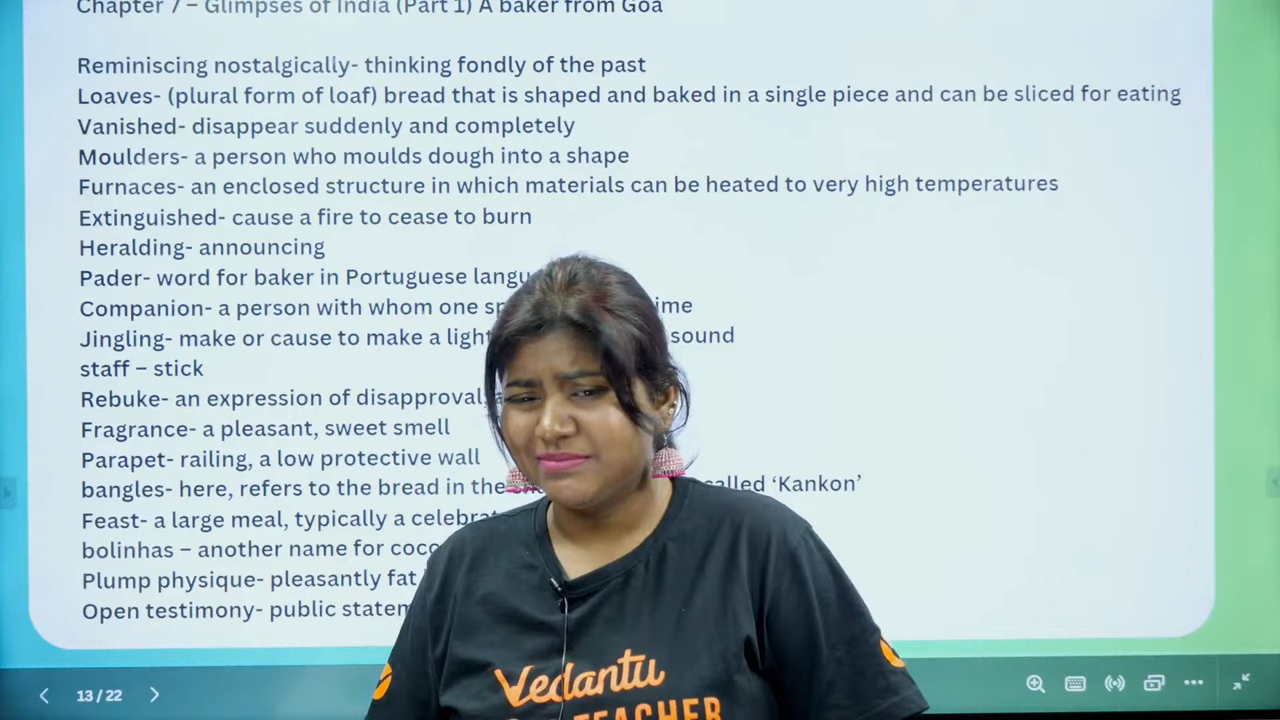 Chapter 7 – Glimpses of India (Part 1) A baker from Goa
Reminiscing nostalgically- thinking fondly of the past
Loaves- (plural form of loaf) bread that is shaped and baked in a single piece and can be sliced for eating
Vanished- disappear suddenly and completely
Moulders- a person who moulds dough into a shape
Furnaces- an enclosed structure in which materials can be heated to very high temperatures
Extinguished- cause a fire to cease to burn
Heralding- announcing
Pader- word for baker in Portuguese
Companion- a person with whom one
Jingling- make or cause to make a light sound
staff – stick
Rebuke- an expression of disapproval
Fragrance- a pleasant, sweet smell
Parapet- railing, a low protective wall
bangles- here, refers to the bread in the called ‘Kankon’
Feast- a large meal, typically a
bolinhas – another name for
Plump physique- pleasantly fat
Open testimony- public
13 / 22
Vedantu
TEACHER